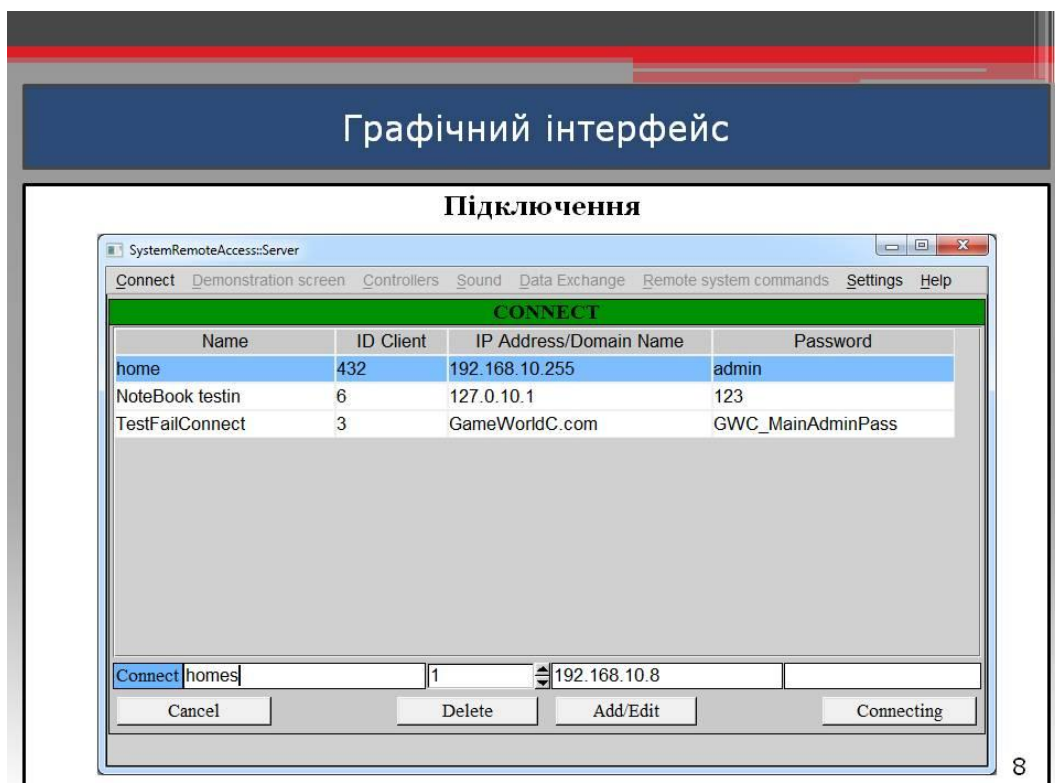 Графічний інтерфейс
Підключення
SystemRemoteAccess::Server
Connect Demonstration screen Controllers Sound Data Exchange Remote system commands Settings Help
CONNECT
Name ID Client IP Address/Domain Name Password
home 432 192.168.10.255 admin
NoteBook testin 6 127.0.10.1 123
TestFailConnect 3 GameWorldC.com GWC_MainAdminPass
Connect homes 1 192.168.10.8
Cancel Delete Add/Edit Connecting
8